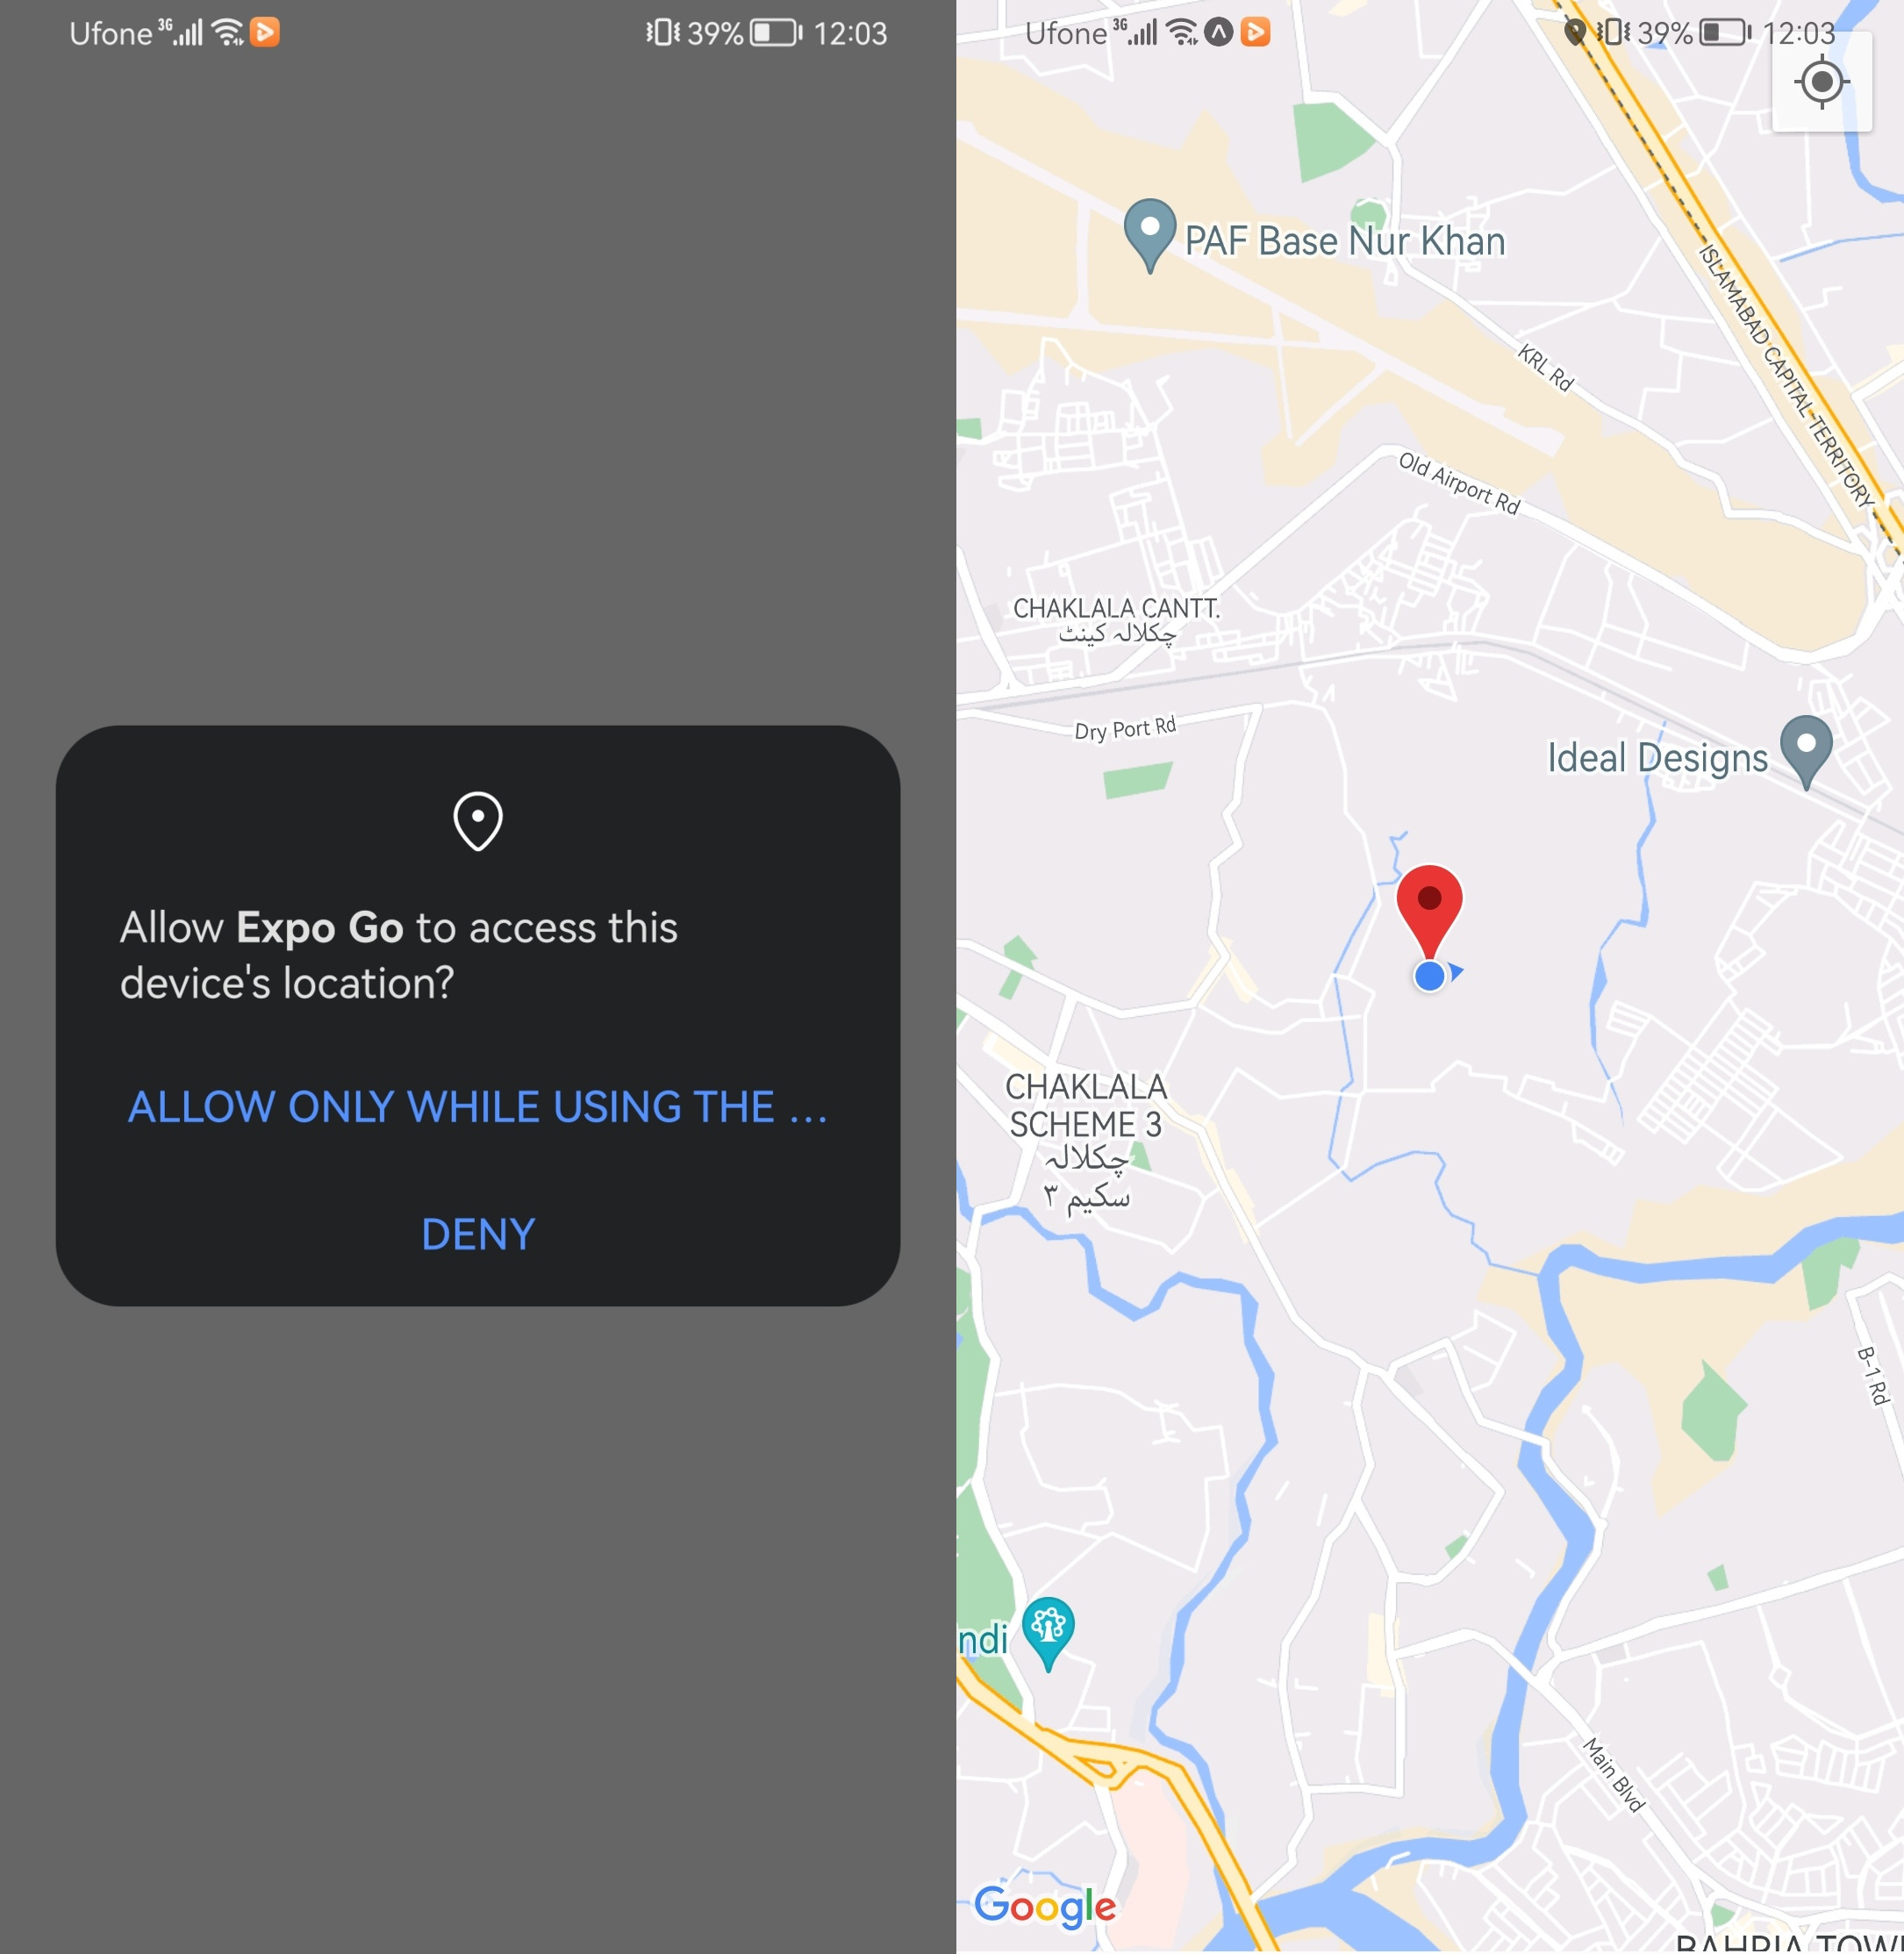 Ufone 3G 39% 12:03
Allow Expo Go to access this
device's location?
ALLOW ONLY WHILE USING THE ...
DENY
Ufone 3G 39% 12:03
PAF Base Nur Khan
ISLAMABAD CAPITAL TERRITORY
KRL Rd
Old Airport Rd
CHAKLALA CANTT.
چکلالہ کینٹ
Dry Port Rd
Ideal Designs
CHAKLALA
SCHEME 3
چکلالہ
سکیم ۳
B-1 Rd
ndi
Main Blvd
Google
BAHRIA TOW